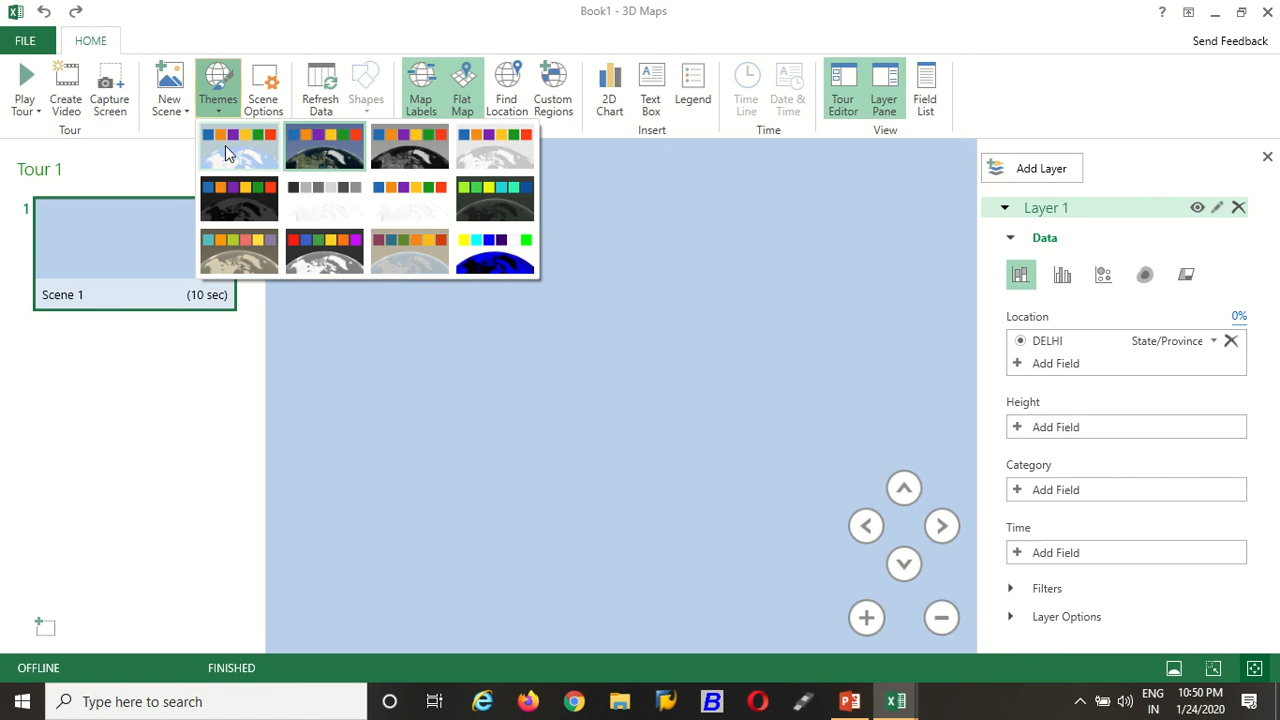 Book1 - 3D Maps
?
FILE
HOME
Send Feedback
Play Tour
Create Video
Capture Screen
New Scene
Themes
Scene Options
Refresh Data
Shapes
Map Labels
Flat Map
Find Location
Custom Regions
2D Chart
Text Box
Legend
Time Line
Date & Time
Tour Editor
Layer Pane
Field List
Tour
Insert
Time
View
Tour 1
1
Scene 1 (10 sec)
Add Layer
Layer 1
Data
Location 0%
DELHI State/Province
Add Field
Height
Add Field
Category
Add Field
Time
Add Field
Filters
Layer Options
OFFLINE FINISHED
Type here to search
ENG
IN
10:50 PM
1/24/2020